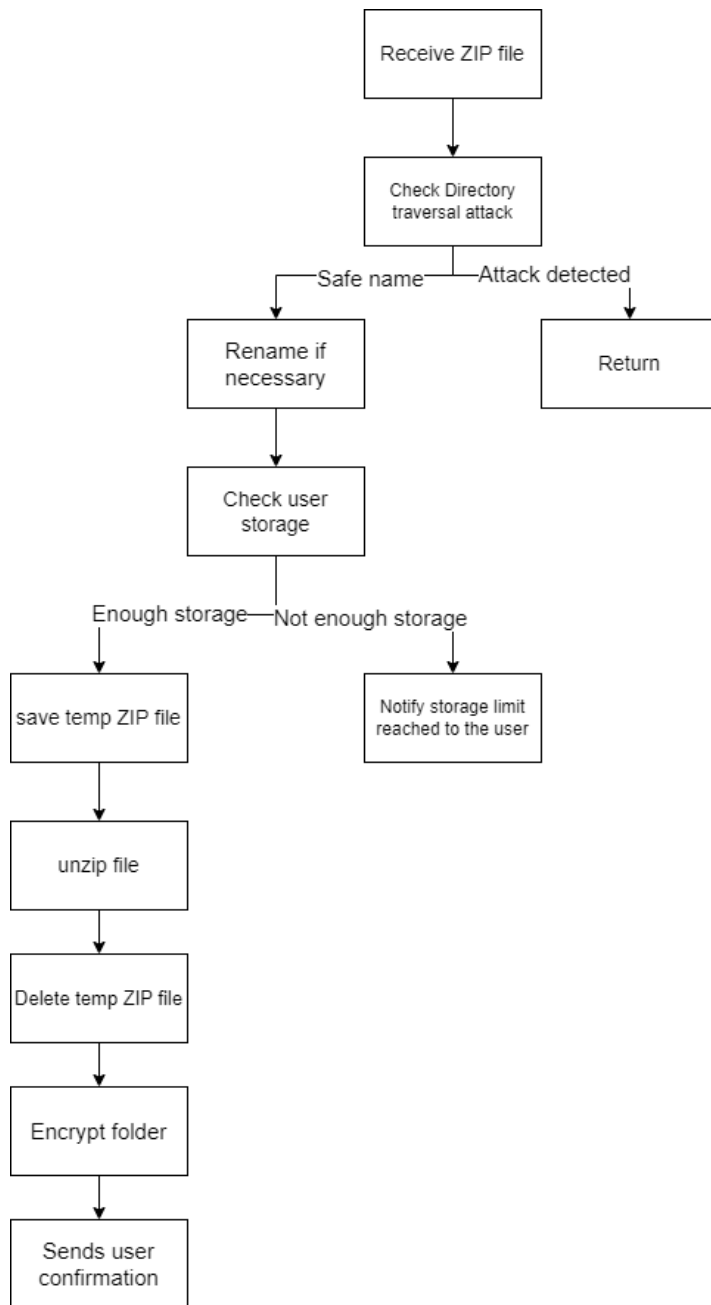 Receive ZIP file
Check Directory
traversal attack
Safe name
Attack detected
Rename if
necessary
Return
Check user
storage
Enough storage
Not enough storage
save temp ZIP file
Notify storage limit
reached to the user
unzip file
Delete temp ZIP file
Encrypt folder
Sends user
confirmation